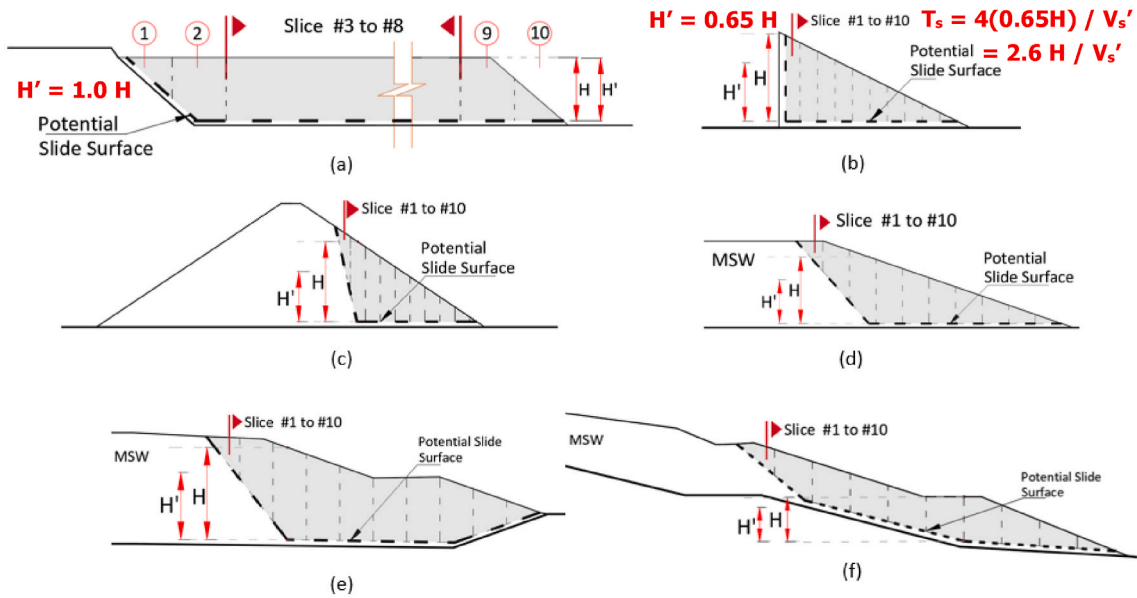 1
2
Slice #3 to #8
9
10
H' = 1.0 H
H
H'
Potential
Slide Surface
(a)
H' = 0.65 H
Slice #1 to #10
Tₛ = 4(0.65H) / Vₛ'
= 2.6 H / Vₛ'
Potential
Slide Surface
H'
H
(b)
Slice #1 to #10
Potential
Slide Surface
H'
H
(c)
Slice #1 to #10
MSW
Potential
Slide Surface
H'
H
(d)
Slice #1 to #10
MSW
Potential Slide
Surface
H'
H
(e)
Slice #1 to #10
MSW
Potential Slide
Surface
H'
H
(f)